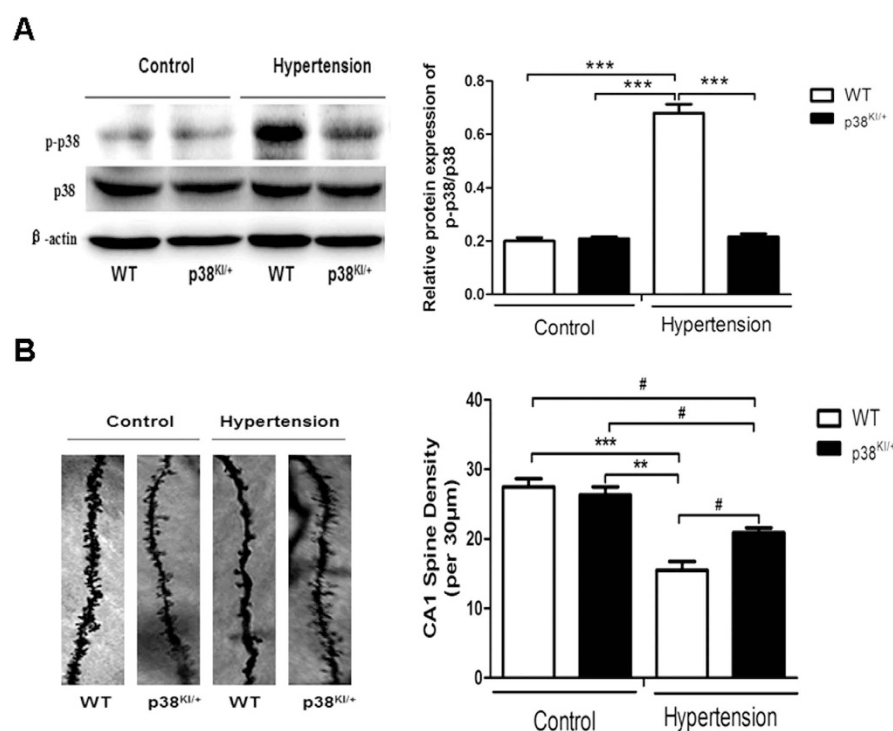 A
Control Hypertension
p-p38
p38
β-actin
WT p38KI/+ WT p38KI/+
Relative protein expression of
p-p38/p38
0.8
0.6
0.4
0.2
0.0
*** *** ***
Control Hypertension
WT
p38KI/+
B
Control Hypertension
WT p38KI/+ WT p38KI/+
CA1 Spine Density
(per 30µm)
40
30
20
10
0
#
#
***
**
#
Control Hypertension
WT
p38KI/+